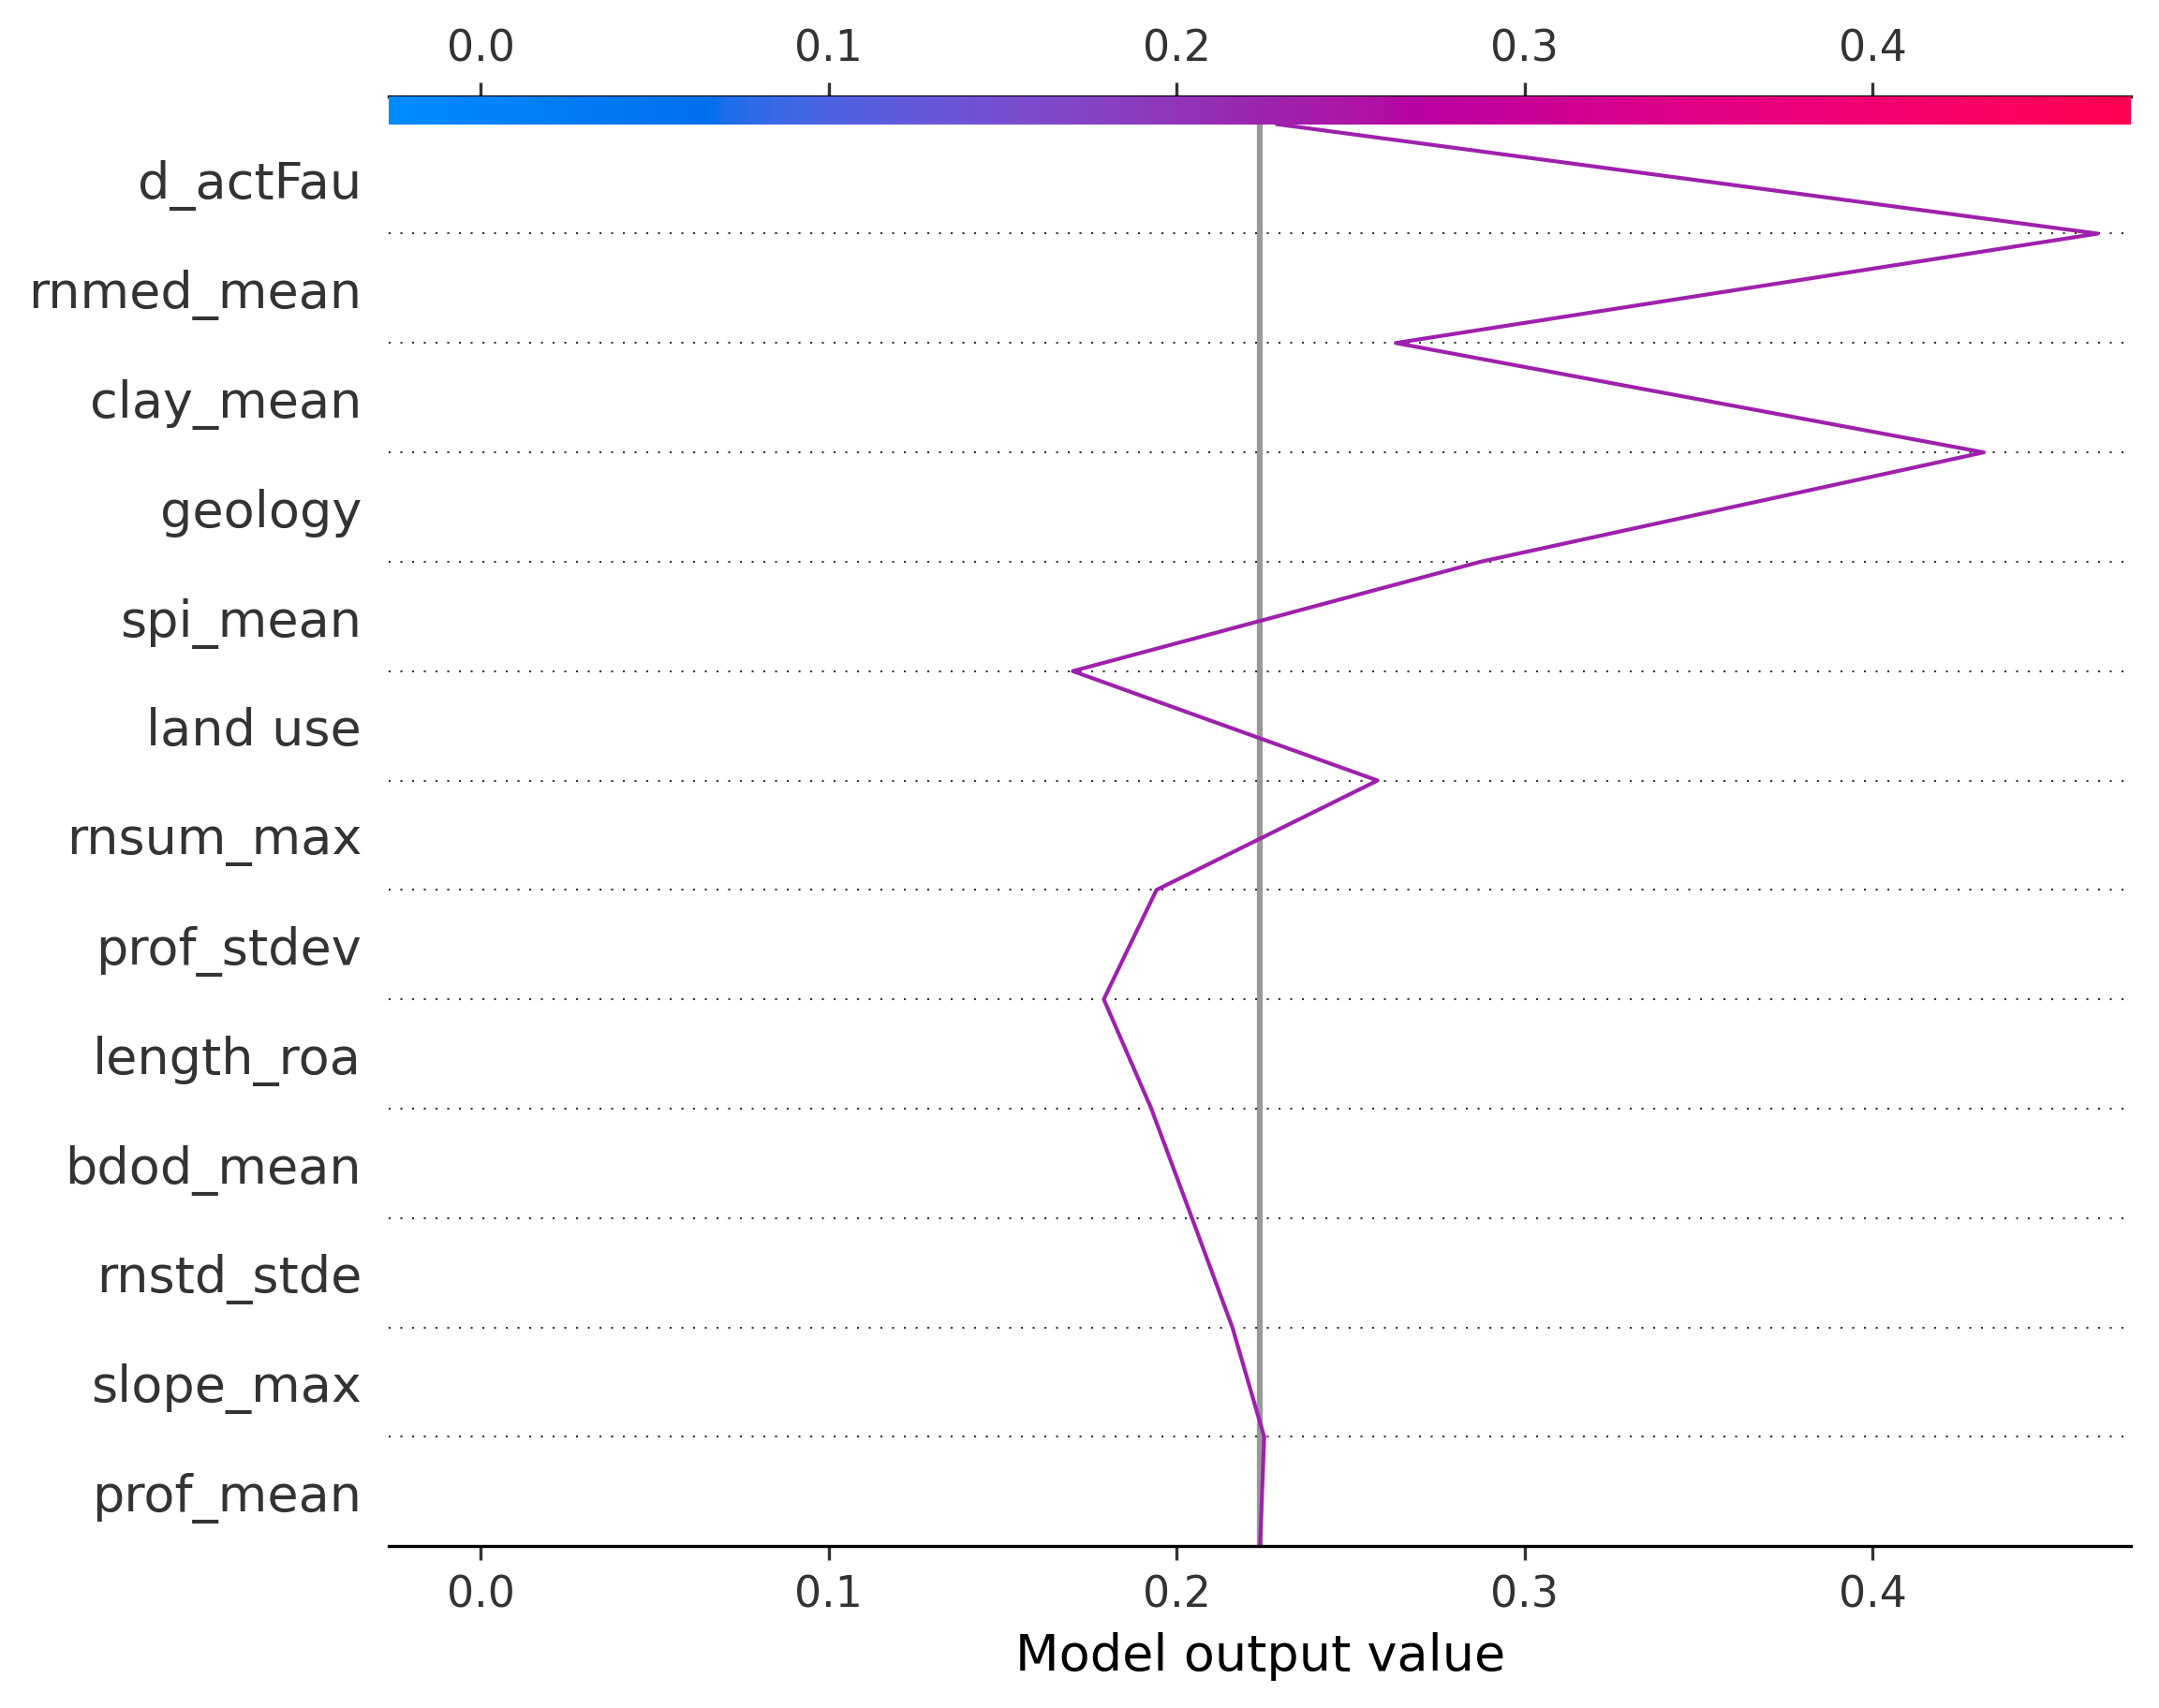 0.0 0.1 0.2 0.3 0.4
d_actFau
rnmed_mean
clay_mean
geology
spi_mean
land use
rnsum_max
prof_stdev
length_roa
bdod_mean
rnstd_stde
slope_max
prof_mean
0.0 0.1 0.2 0.3 0.4
Model output value